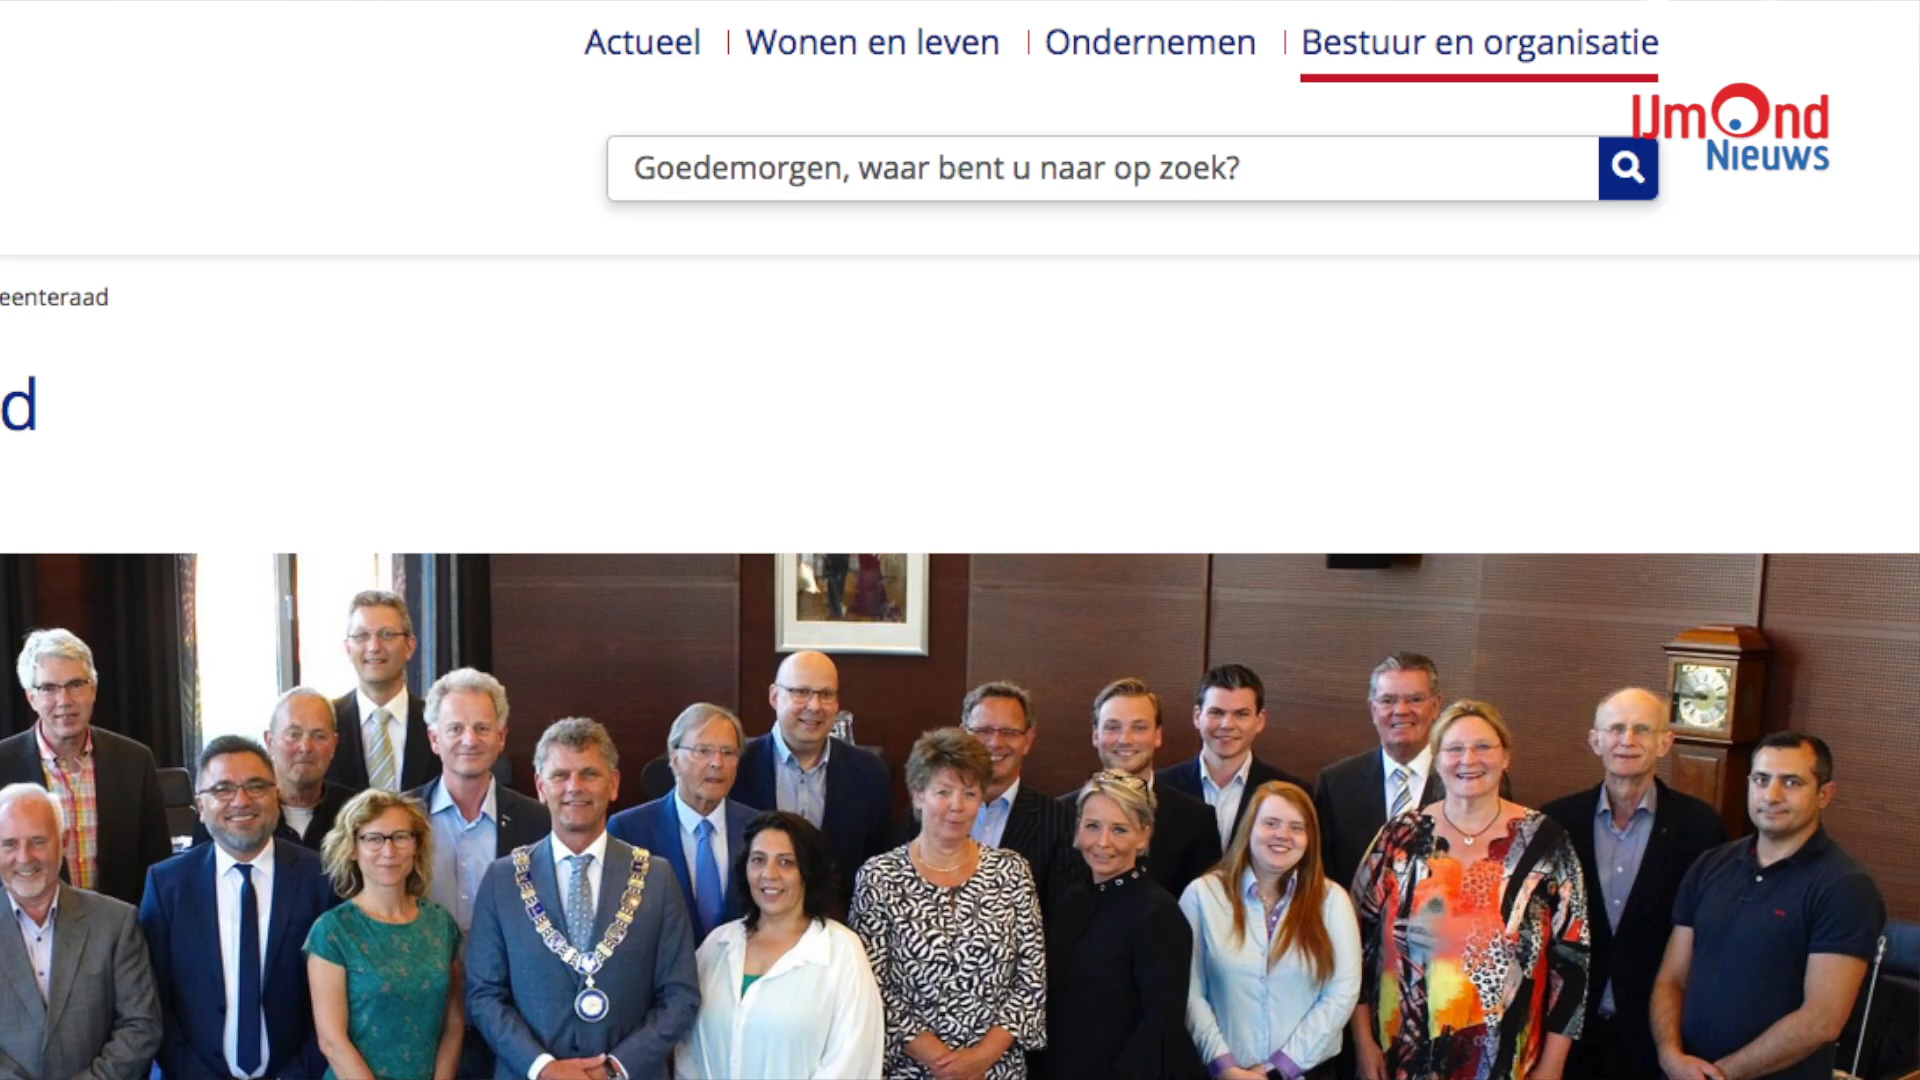 Actueel
Wonen en leven
Ondernemen
Bestuur en organisatie
IJmOnd
Nieuws
Goedemorgen, waar bent u naar op zoek?
eenteraad
d